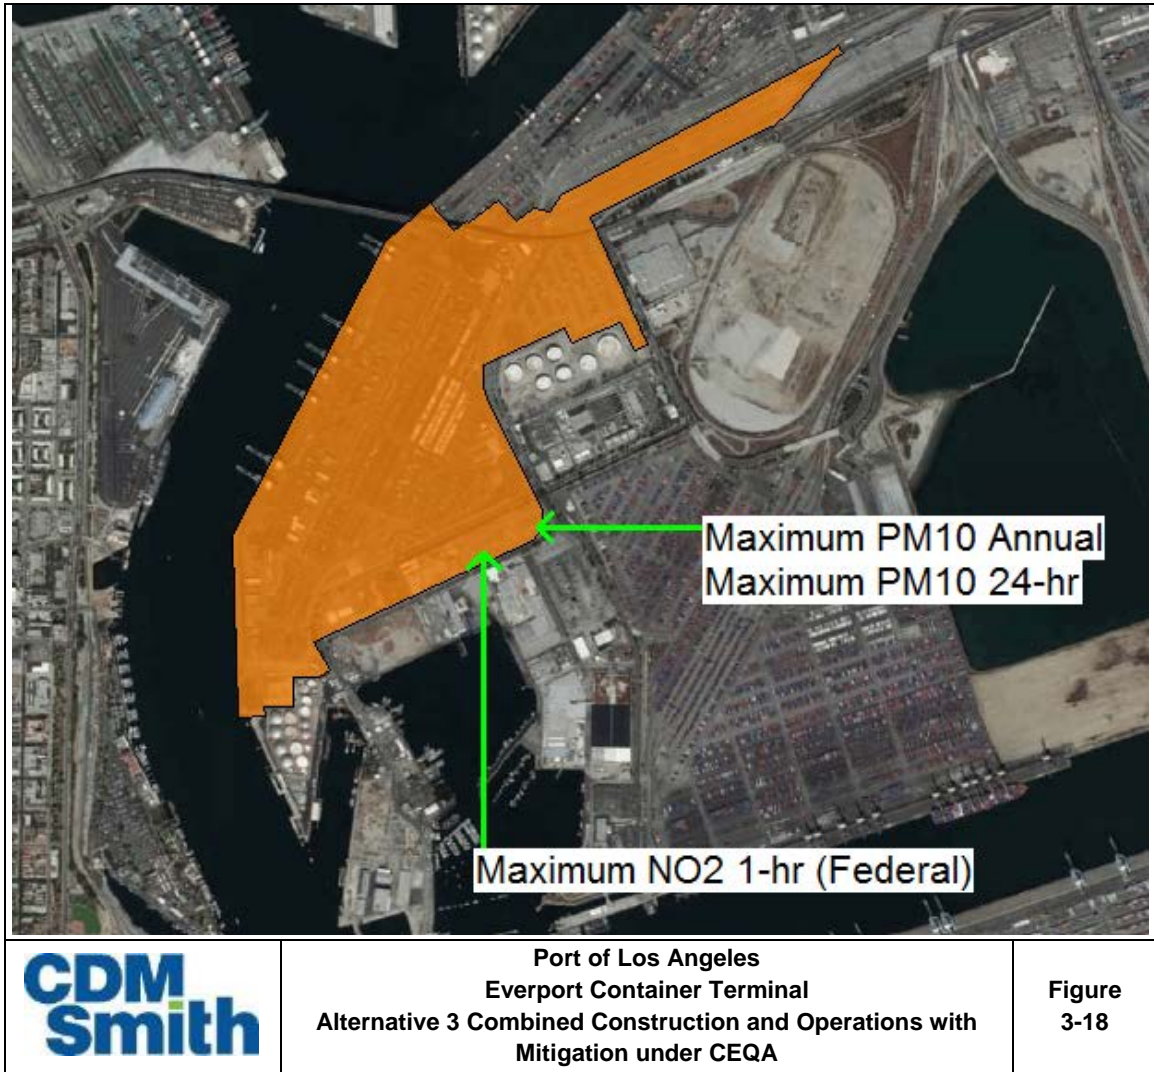 Maximum PM10 Annual
Maximum PM10 24-hr
Maximum NO2 1-hr (Federal)
CDM
Smith
Port of Los Angeles
Everport Container Terminal
Alternative 3 Combined Construction and Operations with
Mitigation under CEQA
Figure
3-18